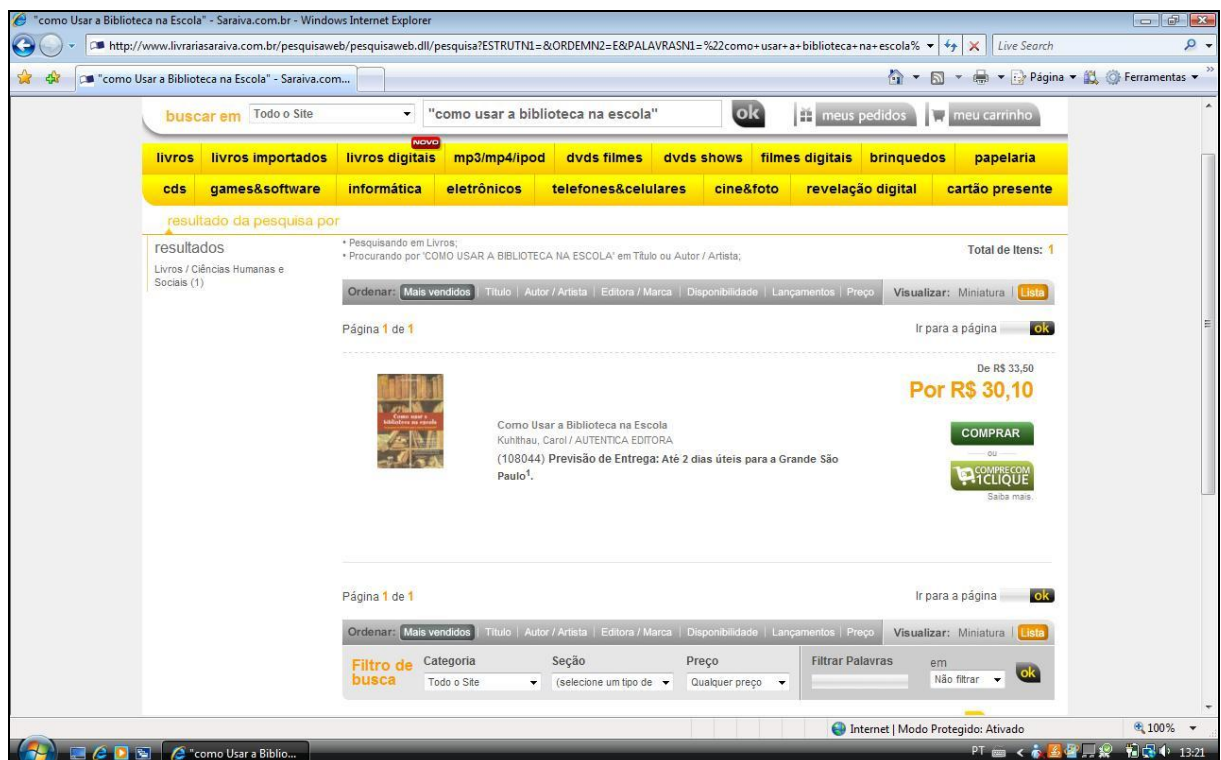 "como Usar a Biblioteca na Escola" - Saraiva.com.br - Windows Internet Explorer
http://www.livrariasaraiva.com.br/pesquisaweb/pesquisaweb.dll/pesquisa?ESTRUTN1=&ORDEMN2=E&PALAVRASN1=%22como+usar+a+biblioteca+na+escola% Live Search
"como Usar a Biblioteca na Escola" - Saraiva.com... Página Ferramentas
buscar em Todo o Site "como usar a biblioteca na escola" ok meus pedidos meu carrinho
NOVO
livros livros importados livros digitais mp3/mp4/ipod dvds filmes dvds shows filmes digitais brinquedos papelaria
cds games&software informática eletrônicos telefones&celulares cine&foto revelação digital cartão presente
resultado da pesquisa por
resultados
Livros / Ciências Humanas e
Sociais (1)
• Pesquisando em Livros;
• Procurando por 'COMO USAR A BIBLIOTECA NA ESCOLA' em Título ou Autor / Artista;
Total de Itens: 1
Ordenar: Mais vendidos | Título | Autor / Artista | Editora / Marca | Disponibilidade | Lançamentos | Preço Visualizar: Miniatura | Lista
Página 1 de 1 Ir para a página ok
De R$ 33,50
Por R$ 30,10
Como usar a
biblioteca na escola
Como Usar a Biblioteca na Escola
Kuhlthau, Carol / AUTENTICA EDITORA
(108044) Previsão de Entrega: Até 2 dias úteis para a Grande São
Paulo¹.
COMPRAR
ou
COMPRE COM
1CLIQUE
Saiba mais.
Página 1 de 1 Ir para a página ok
Ordenar: Mais vendidos | Título | Autor / Artista | Editora / Marca | Disponibilidade | Lançamentos | Preço Visualizar: Miniatura | Lista
Filtro de
busca
Categoria Seção Preço Filtrar Palavras em
Todo o Site (selecione um tipo de Qualquer preço Não filtrar ok
Internet | Modo Protegido: Ativado 100%
"como Usar a Biblio... PT 13:21